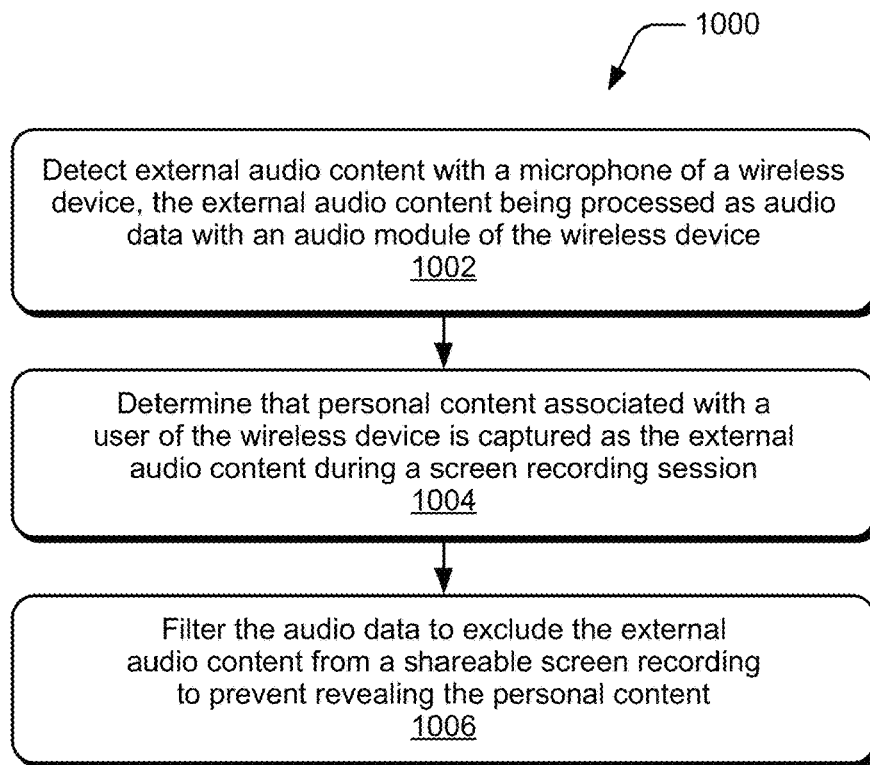 1000
Detect external audio content with a microphone of a wireless
device, the external audio content being processed as audio
data with an audio module of the wireless device
1002
Determine that personal content associated with a
user of the wireless device is captured as the external
audio content during a screen recording session
1004
Filter the audio data to exclude the external
audio content from a shareable screen recording
to prevent revealing the personal content
1006